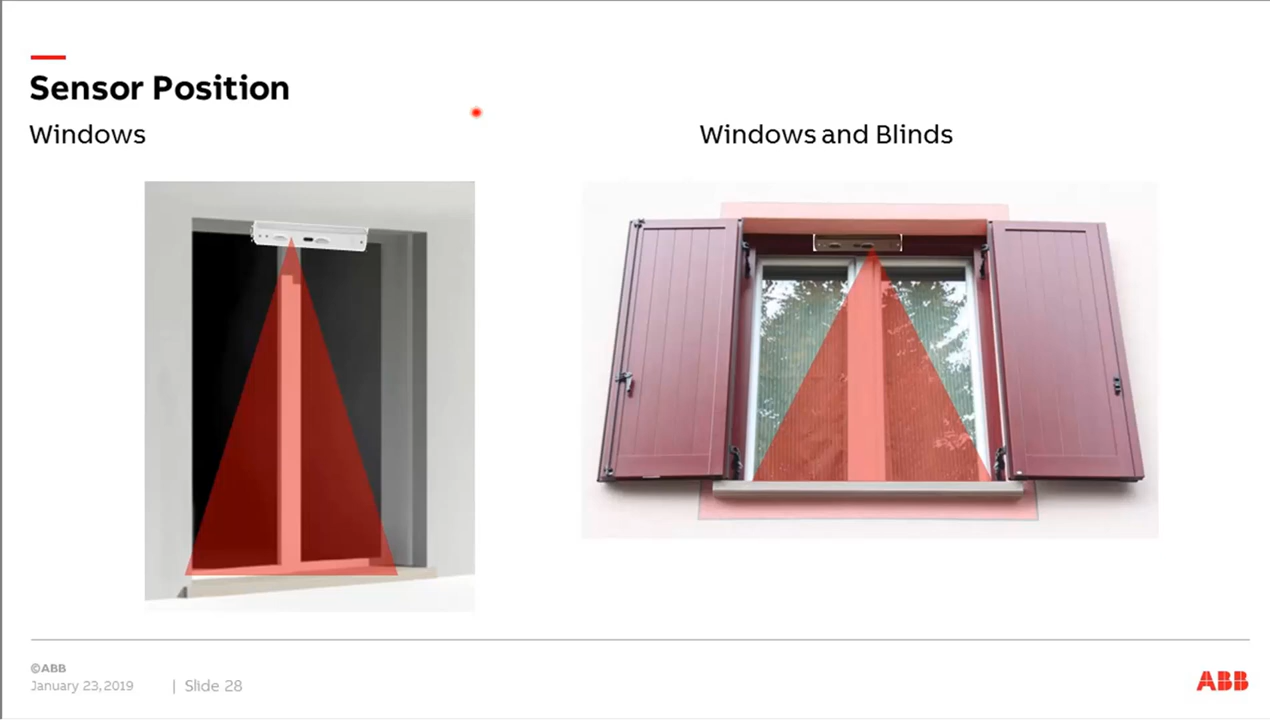 Sensor Position
Windows
Windows and Blinds
©ABB
January 23, 2019 | Slide 28
ABB